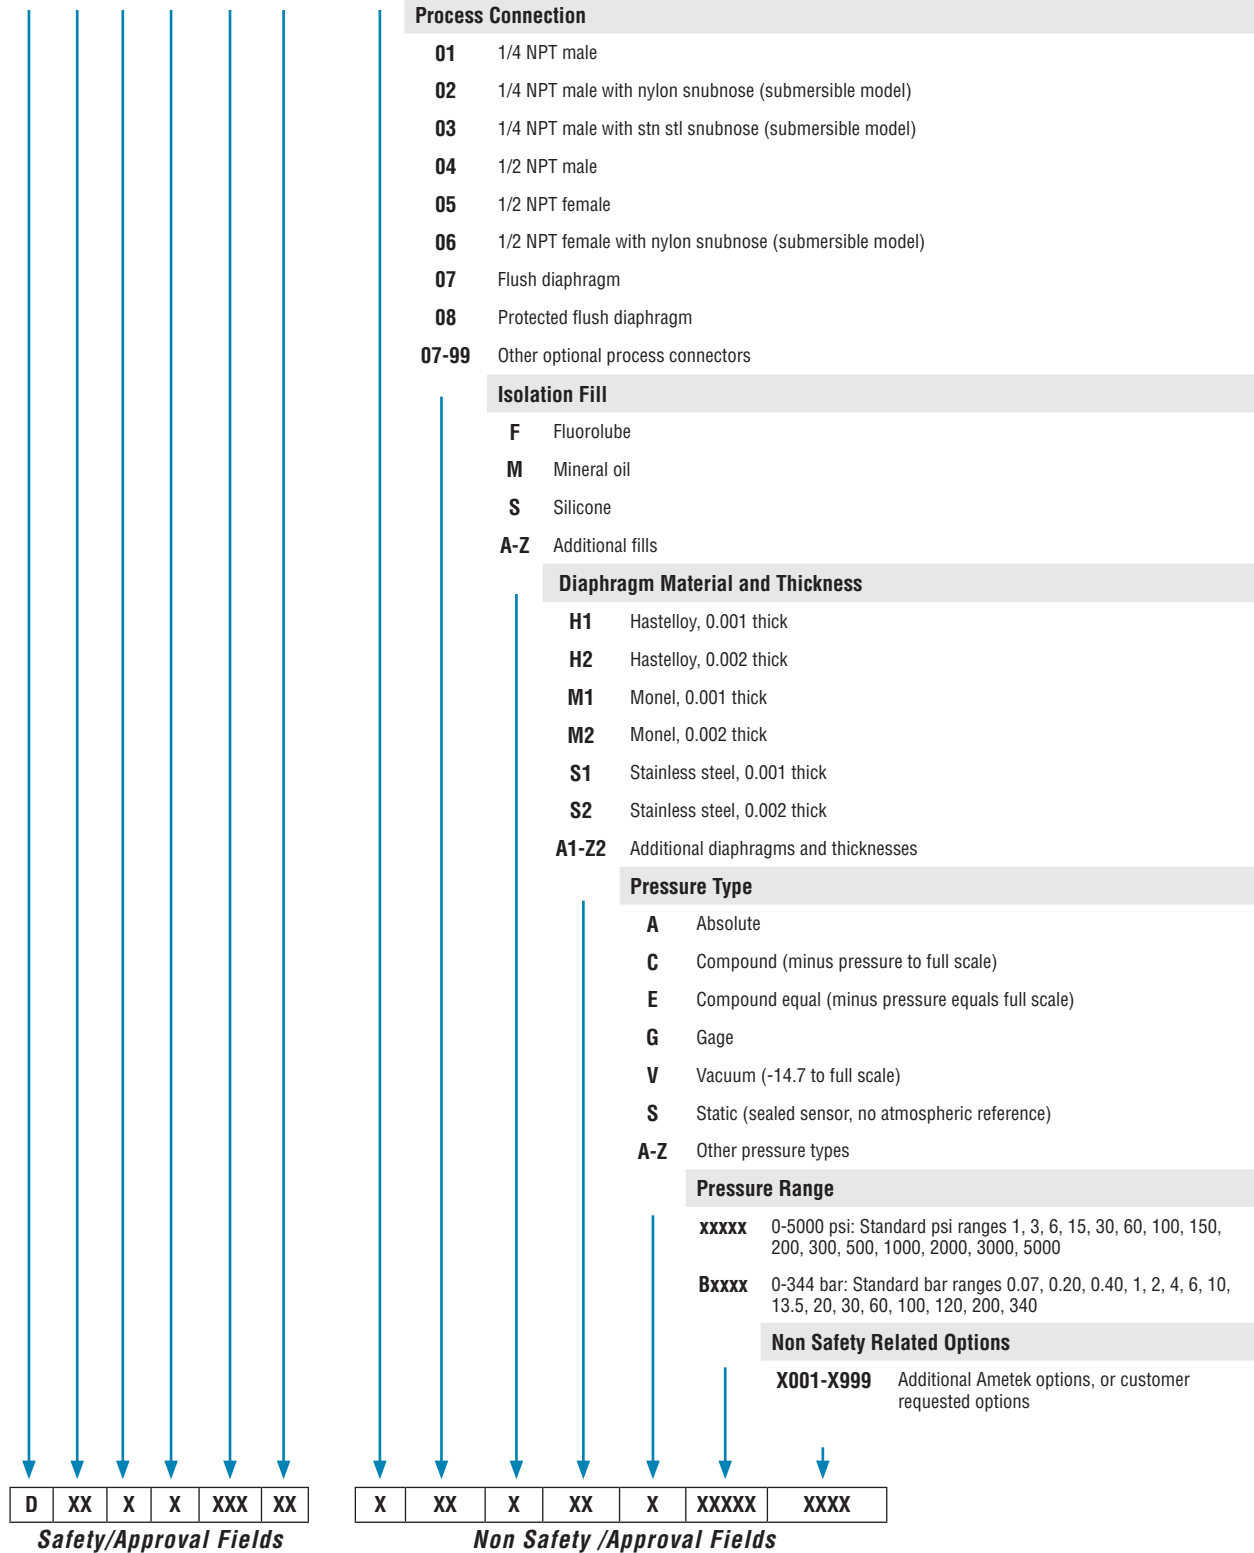 Process Connection
01 1/4 NPT male
02 1/4 NPT male with nylon snubnose (submersible model)
03 1/4 NPT male with stn stl snubnose (submersible model)
04 1/2 NPT male
05 1/2 NPT female
06 1/2 NPT female with nylon snubnose (submersible model)
07 Flush diaphragm
08 Protected flush diaphragm
07-99 Other optional process connectors
Isolation Fill
F Fluorolube
M Mineral oil
S Silicone
A-Z Additional fills
Diaphragm Material and Thickness
H1 Hastelloy, 0.001 thick
H2 Hastelloy, 0.002 thick
M1 Monel, 0.001 thick
M2 Monel, 0.002 thick
S1 Stainless steel, 0.001 thick
S2 Stainless steel, 0.002 thick
A1-Z2 Additional diaphragms and thicknesses
Pressure Type
A Absolute
C Compound (minus pressure to full scale)
E Compound equal (minus pressure equals full scale)
G Gage
V Vacuum (-14.7 to full scale)
S Static (sealed sensor, no atmospheric reference)
A-Z Other pressure types
Pressure Range
xxxxx 0-5000 psi: Standard psi ranges 1, 3, 6, 15, 30, 60, 100, 150,
200, 300, 500, 1000, 2000, 3000, 5000
Bxxxx 0-344 bar: Standard bar ranges 0.07, 0.20, 0.40, 1, 2, 4, 6, 10,
13.5, 20, 30, 60, 100, 120, 200, 340
Non Safety Related Options
X001-X999 Additional Ametek options, or customer
requested options
D XX X X XXX XX X XX X XX X XXXXX XXXX
Safety/Approval Fields Non Safety /Approval Fields